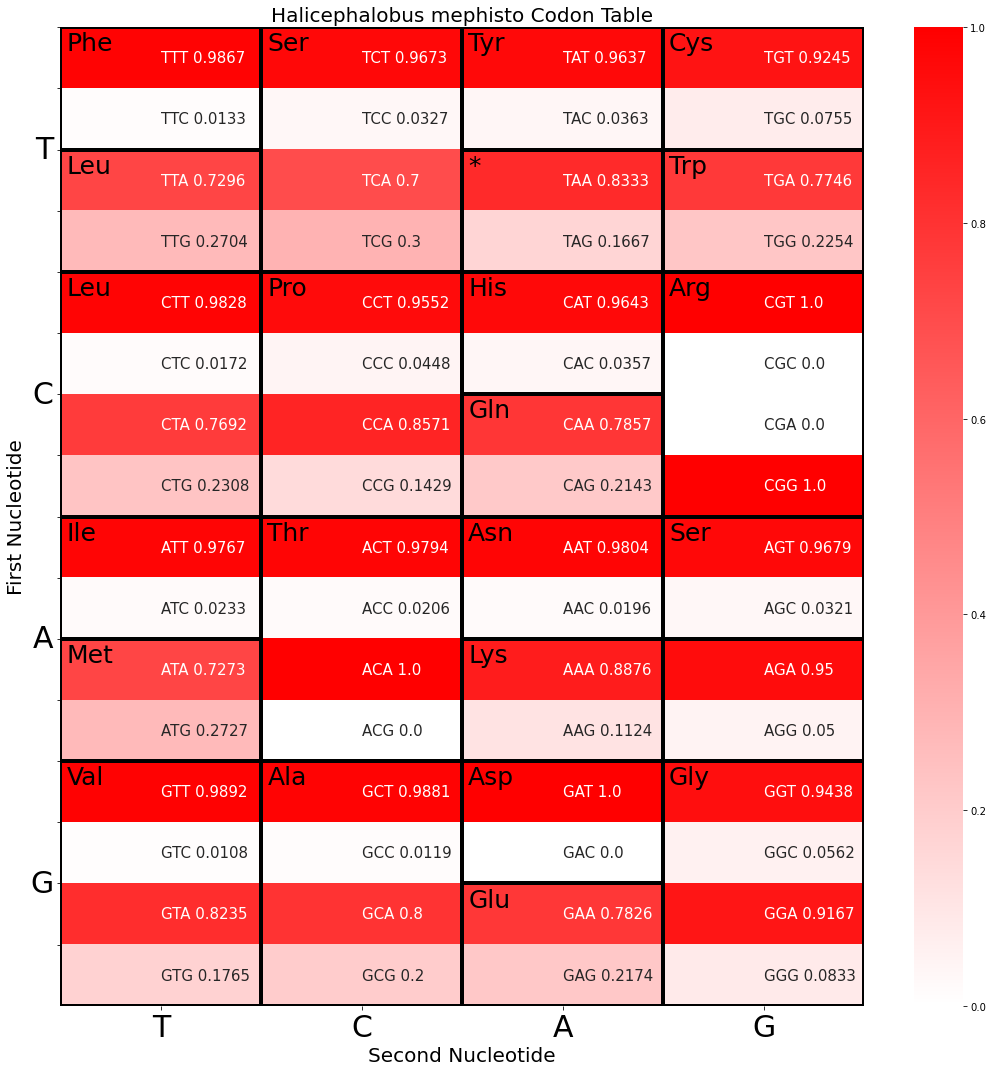 Halicephalobus mephisto Codon Table
Phe TTT 0.9867 Ser TCT 0.9673 Tyr TAT 0.9637 Cys TGT 0.9245
TTC 0.0133 TCC 0.0327 TAC 0.0363 TGC 0.0755
T
Leu TTA 0.7296 TCA 0.7 * TAA 0.8333 Trp TGA 0.7746
TTG 0.2704 TCG 0.3 TAG 0.1667 TGG 0.2254
Leu CTT 0.9828 Pro CCT 0.9552 His CAT 0.9643 Arg CGT 1.0
CTC 0.0172 CCC 0.0448 CAC 0.0357 CGC 0.0
C
CTA 0.7692 CCA 0.8571 Gln CAA 0.7857 CGA 0.0
CTG 0.2308 CCG 0.1429 CAG 0.2143 CGG 1.0
Ile ATT 0.9767 Thr ACT 0.9794 Asn AAT 0.9804 Ser AGT 0.9679
ATC 0.0233 ACC 0.0206 AAC 0.0196 AGC 0.0321
A
Met ATA 0.7273 ACA 1.0 Lys AAA 0.8876 AGA 0.95
ATG 0.2727 ACG 0.0 AAG 0.1124 AGG 0.05
Val GTT 0.9892 Ala GCT 0.9881 Asp GAT 1.0 Gly GGT 0.9438
GTC 0.0108 GCC 0.0119 GAC 0.0 GGC 0.0562
G
GTA 0.8235 GCA 0.8 Glu GAA 0.7826 GGA 0.9167
GTG 0.1765 GCG 0.2 GAG 0.2174 GGG 0.0833
T C A G
Second Nucleotide
First Nucleotide
1.0
0.8
0.6
0.4
0.2
0.0